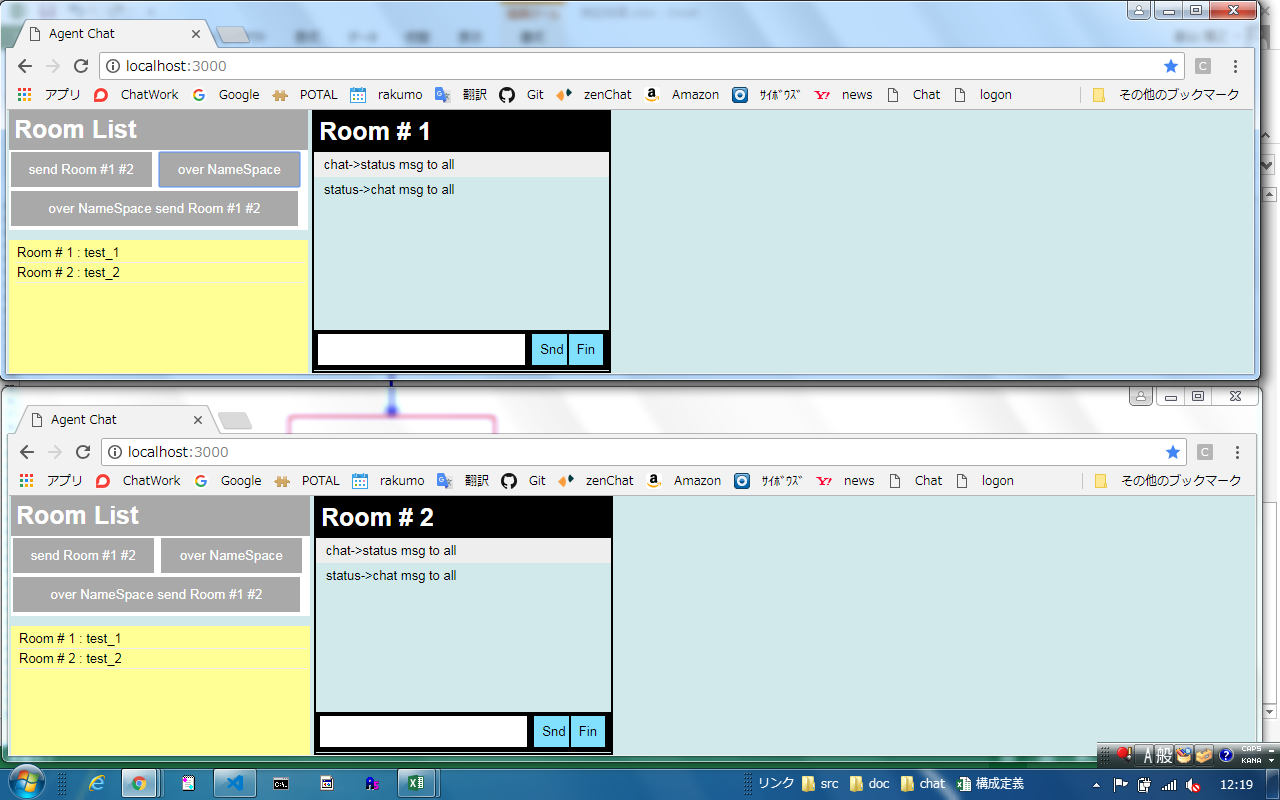 Agent Chat
localhost:3000
アプリ ChatWork Google POTAL rakumo 翻訳 Git zenChat Amazon ｻｲﾎﾞｳｽﾞ news Chat logon その他のブックマーク
Room List
send Room #1 #2 over NameSpace
over NameSpace send Room #1 #2
Room # 1 : test_1
Room # 2 : test_2
Room # 1
chat->status msg to all
status->chat msg to all
Snd Fin
Agent Chat
localhost:3000
アプリ ChatWork Google POTAL rakumo 翻訳 Git zenChat Amazon ｻｲﾎﾞｳｽﾞ news Chat logon その他のブックマーク
Room List
send Room #1 #2 over NameSpace
over NameSpace send Room #1 #2
Room # 1 : test_1
Room # 2 : test_2
Room # 2
chat->status msg to all
status->chat msg to all
Snd Fin
A 般 CAPS
KANA
リンク src doc chat 構成定義 12:19